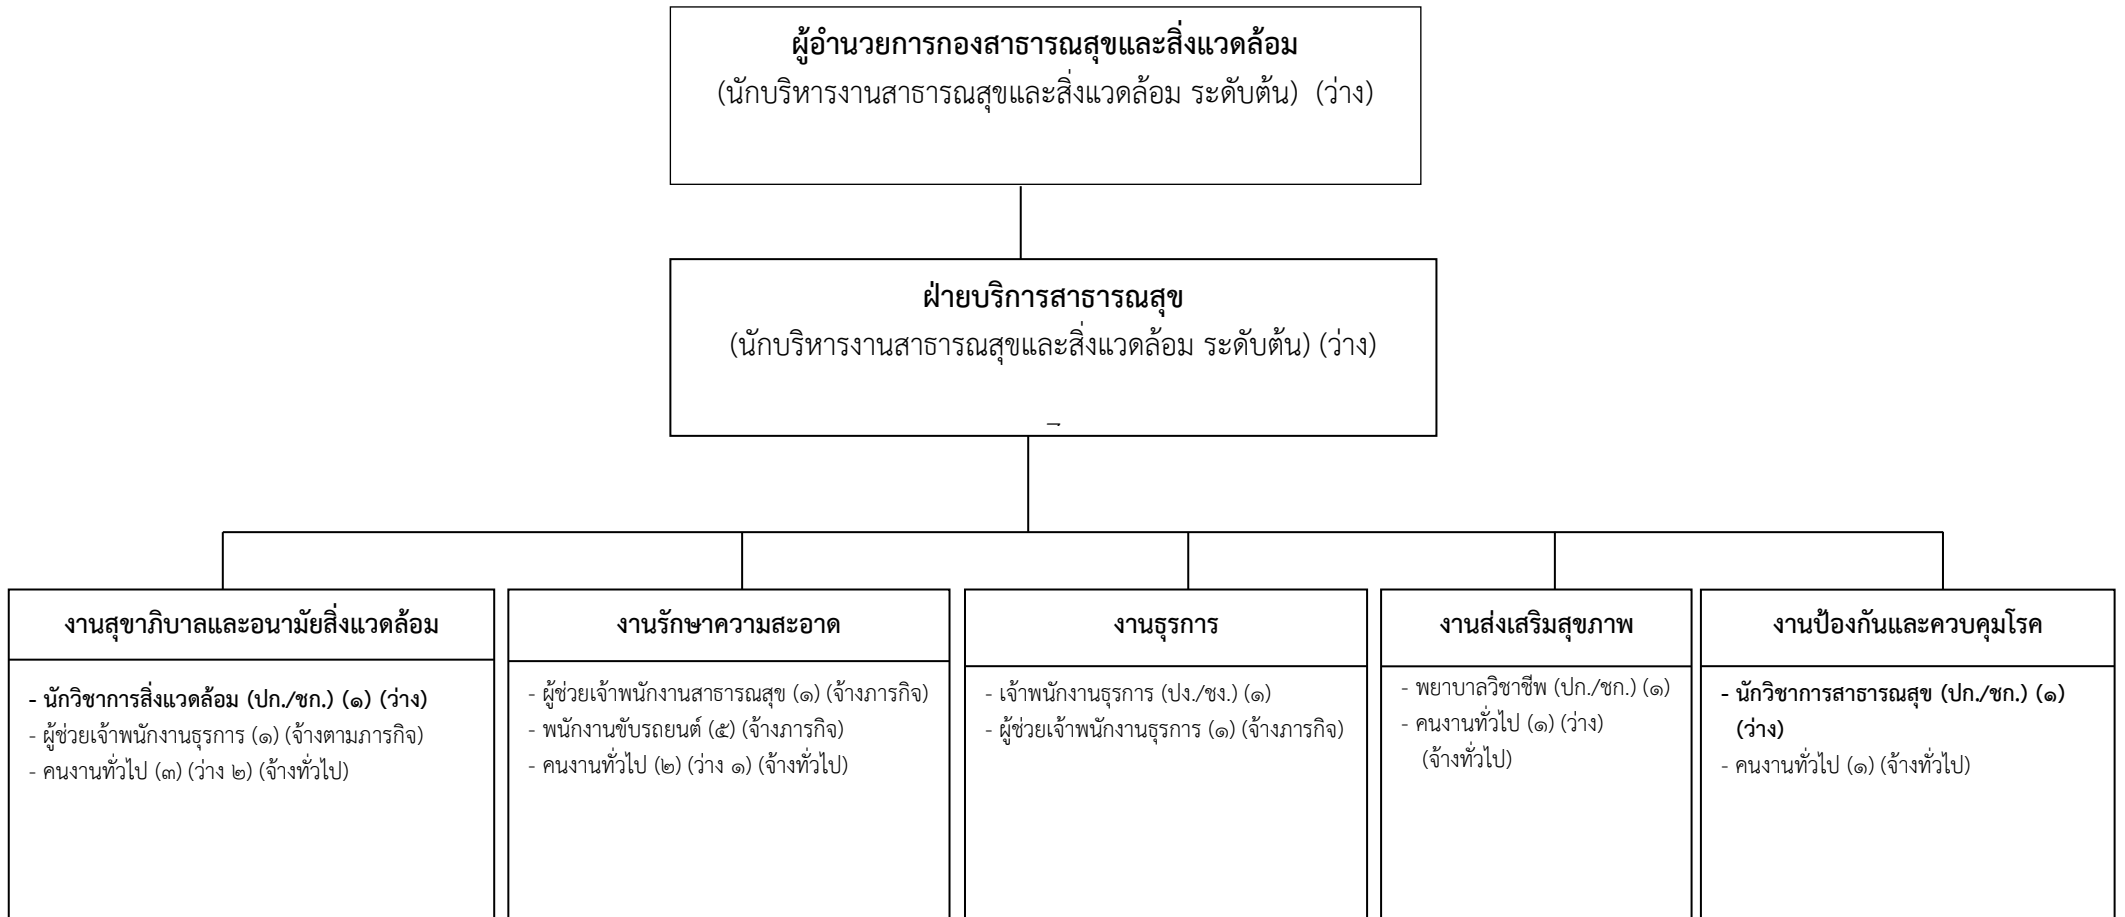 ผู้อำนวยการกองสาธารณสุขและสิ่งแวดล้อม
(นักบริหารงานสาธารณสุขและสิ่งแวดล้อม ระดับต้น) (ว่าง)
ฝ่ายบริการสาธารณสุข
(นักบริหารงานสาธารณสุขและสิ่งแวดล้อม ระดับต้น) (ว่าง)
งานสุขาภิบาลและอนามัยสิ่งแวดล้อม
- นักวิชาการสิ่งแวดล้อม (ปก./ชก.) (๑) (ว่าง)
- ผู้ช่วยเจ้าพนักงานธุรการ (๑) (จ้างตามภารกิจ)
- คนงานทั่วไป (๓) (ว่าง ๒) (จ้างทั่วไป)
งานรักษาความสะอาด
- ผู้ช่วยเจ้าพนักงานสาธารณสุข (๑) (จ้างภารกิจ)
- พนักงานขับรถยนต์ (๕) (จ้างภารกิจ)
- คนงานทั่วไป (๒) (ว่าง ๑) (จ้างทั่วไป)
งานธุรการ
- เจ้าพนักงานธุรการ (ปง./ชง.) (๑)
- ผู้ช่วยเจ้าพนักงานธุรการ (๑) (จ้างภารกิจ)
งานส่งเสริมสุขภาพ
- พยาบาลวิชาชีพ (ปก./ชก.) (๑)
- คนงานทั่วไป (๑) (ว่าง)
(จ้างทั่วไป)
งานป้องกันและควบคุมโรค
- นักวิชาการสาธารณสุข (ปก./ชก.) (๑)
(ว่าง)
- คนงานทั่วไป (๑) (จ้างทั่วไป)